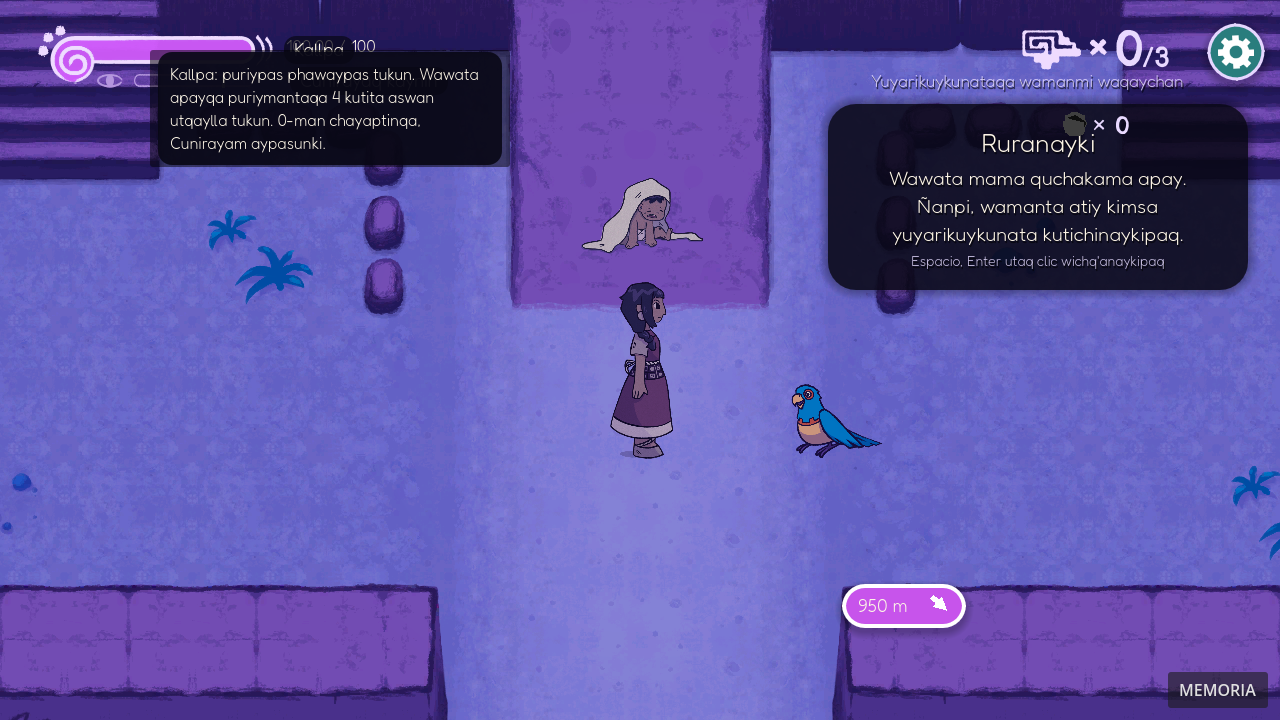 Kallpa
100
Kallpa: puriypas phawaypas tukun. Wawata
apayqa puriymantaqa 4 kutita aswan
utqaylla tukun. 0-man chayaptinqa,
Cunirayam aypasunki.
× 0/3
Yuyarikuykunataqa wamanmi waqaychan
× 0
Ruranayki
Wawata mama quchakama apay.
Ñanpi, wamanta atiy kimsa
yuyarikuykunata kutichinaykipaq.
Espacio, Enter utaq clic wichq'anaykipaq
950 m
MEMORIA